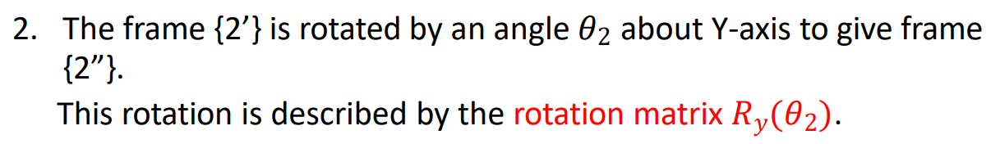 2. The frame {2’} is rotated by an angle 𝜃₂ about Y-axis to give frame
{2”}.
This rotation is described by the rotation matrix 𝑅𝑦(𝜃₂).